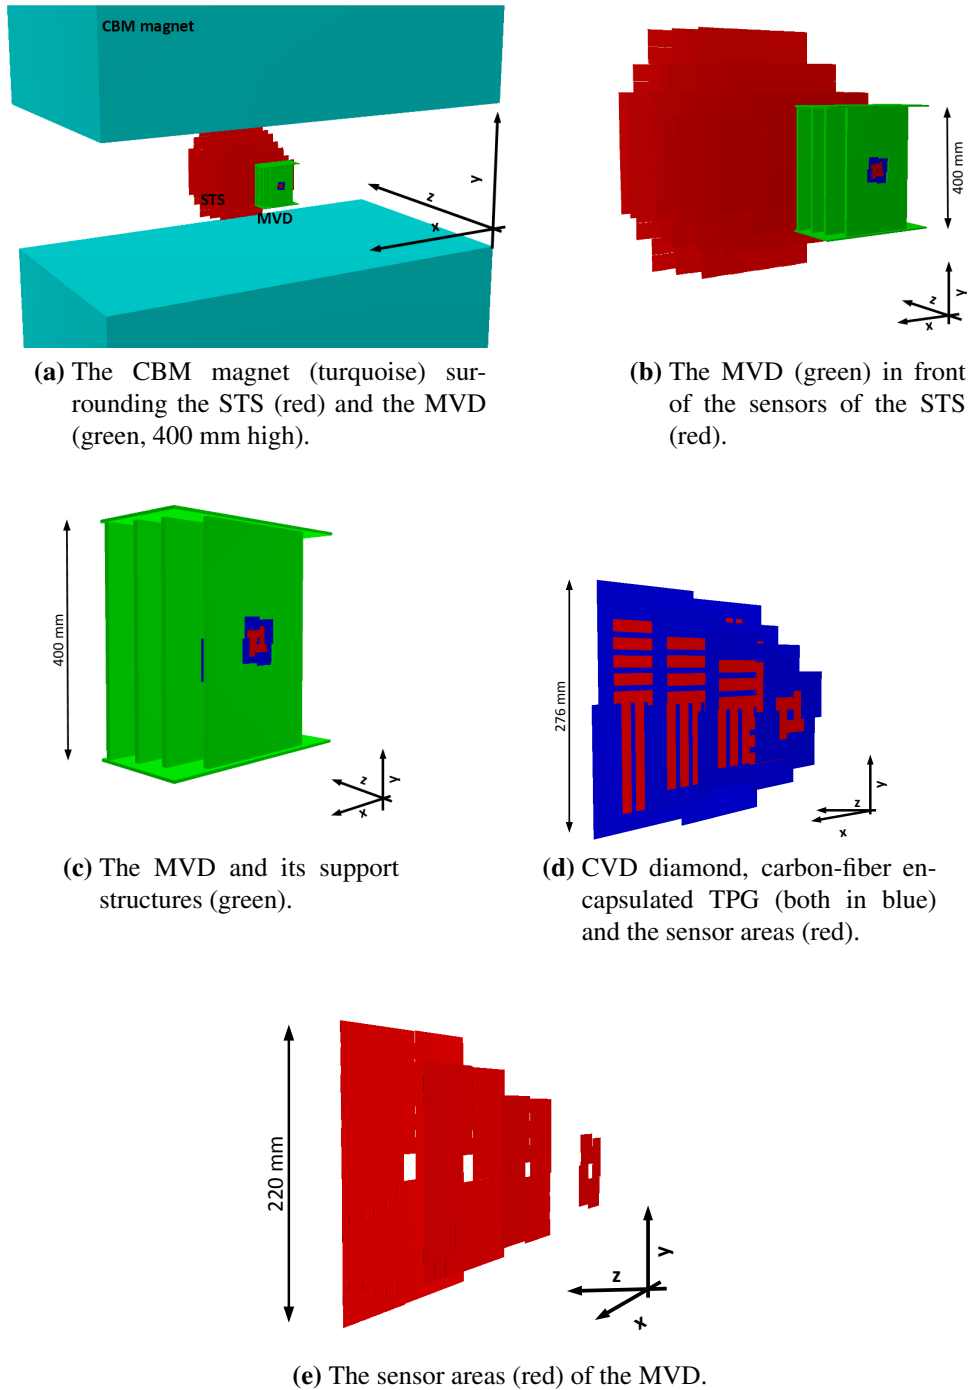 CBM magnet
STS
MVD
z
x
y
400 mm
z
x
y
(a) The CBM magnet (turquoise) sur-
rounding the STS (red) and the MVD
(green, 400 mm high).
(b) The MVD (green) in front
of the sensors of the STS
(red).
400 mm
z
x
y
276 mm
z
x
y
(c) The MVD and its support
structures (green).
(d) CVD diamond, carbon-fiber en-
capsulated TPG (both in blue)
and the sensor areas (red).
220 mm
z
x
y
(e) The sensor areas (red) of the MVD.